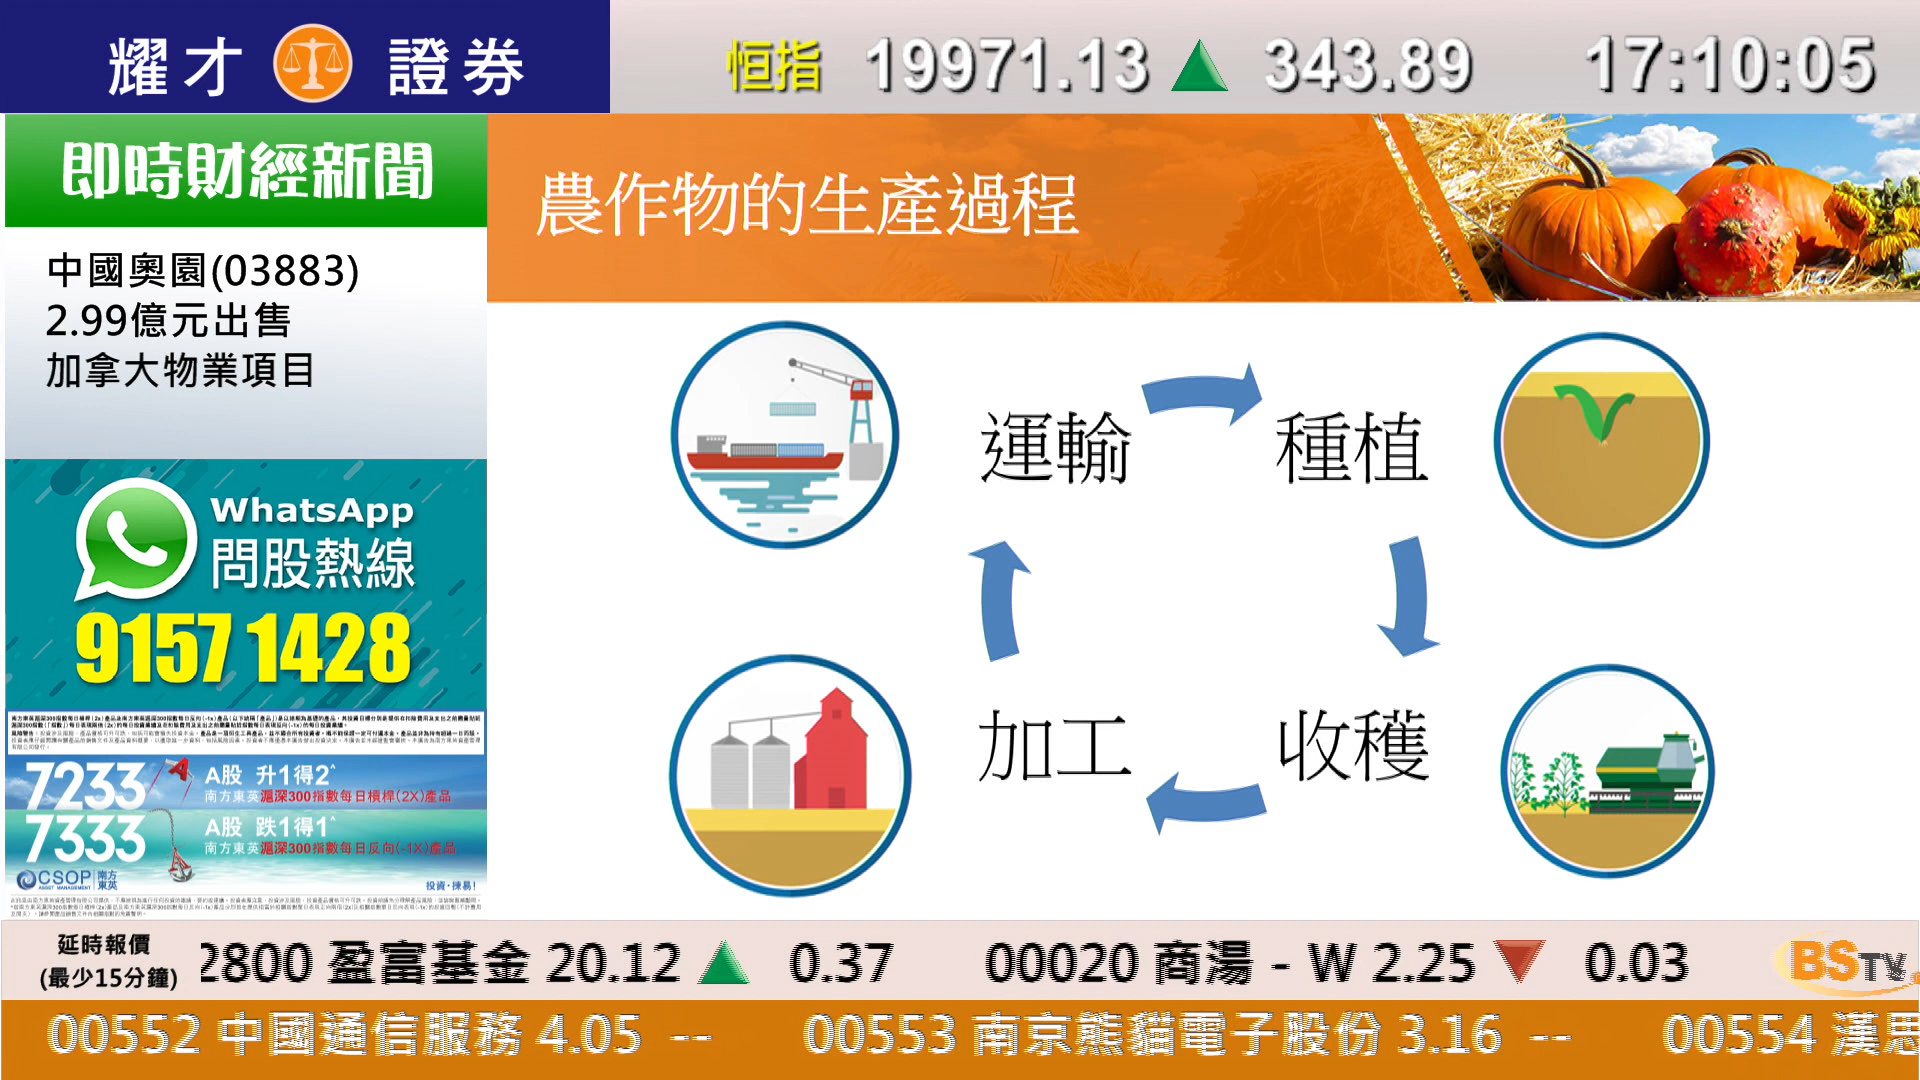 耀才 證券
恒指 19971.13 ▲ 343.89 17:10:05
即時財經新聞
中國奧園(03883)
2.99億元出售
加拿大物業項目
WhatsApp
問股熱線
9157 1428
7233 A股 升1得2^
南方東英滬深300指數每日槓桿(2X)產品
7333 A股 跌1得1^
南方東英滬深300指數每日反向(-1X)產品
CSOP 南方東英
ASSET MANAGEMENT
投資·揀易!
農作物的生產過程
運輸 種植
加工 收穫
延時報價
(最少15分鐘)
2800 盈富基金 20.12 ▲ 0.37 00020 商湯 - W 2.25 ▼ 0.03
BSTV
00552 中國通信服務 4.05 -- 00553 南京熊貓電子股份 3.16 -- 00554 漢思